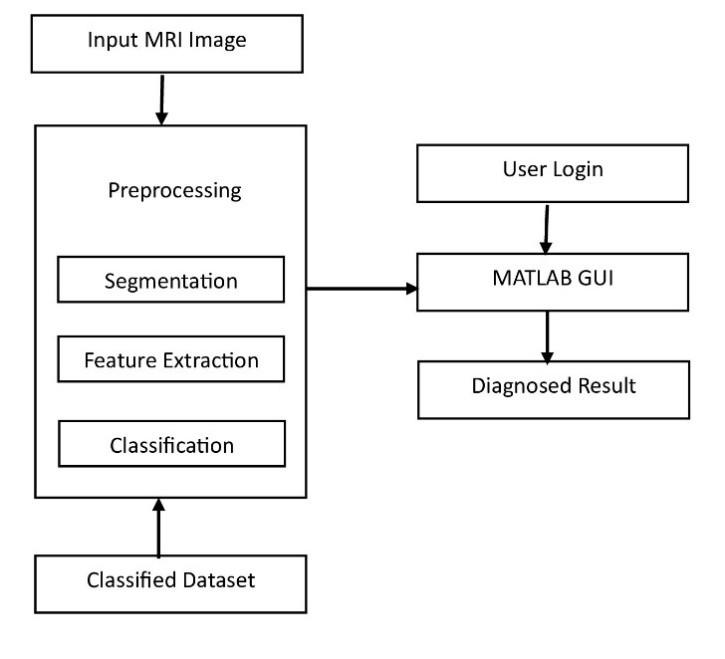 Input MRI Image
Preprocessing
Segmentation
Feature Extraction
Classification
Classified Dataset
User Login
MATLAB GUI
Diagnosed Result